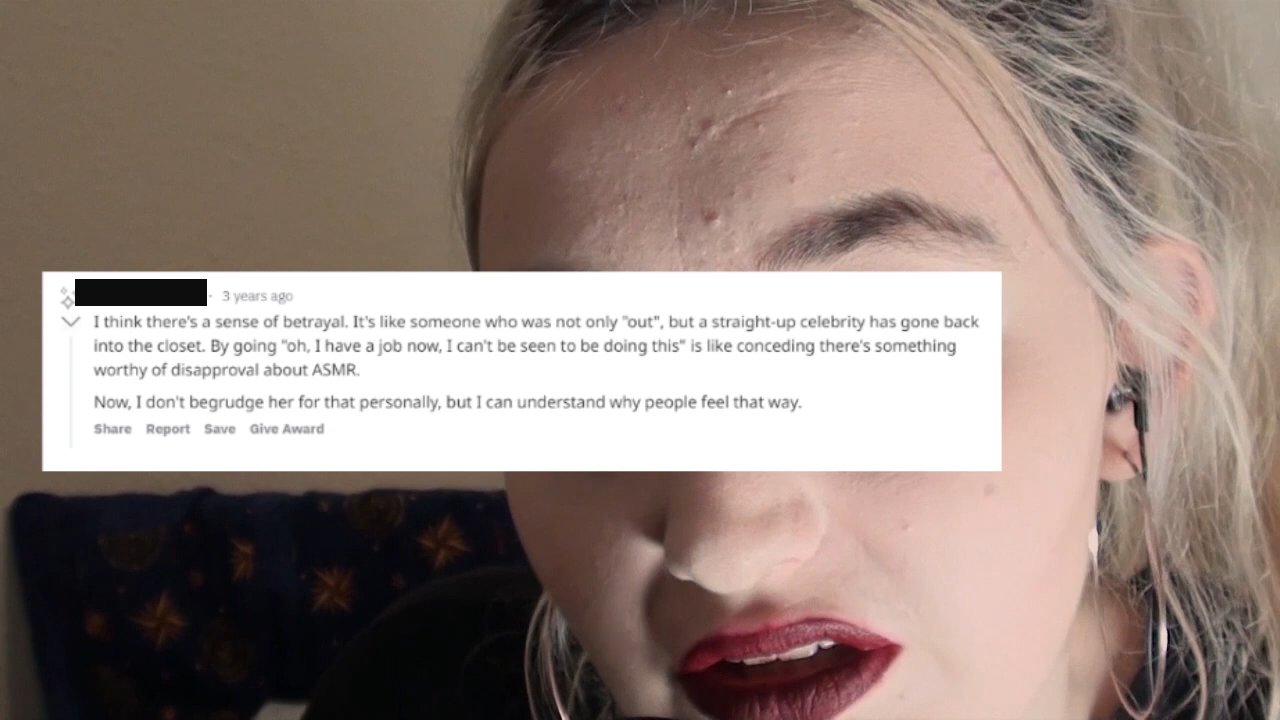 · 3 years ago
I think there's a sense of betrayal. It's like someone who was not only "out", but a straight-up celebrity has gone back
into the closet. By going "oh, I have a job now, I can't be seen to be doing this" is like conceding there's something
worthy of disapproval about ASMR.
Now, I don't begrudge her for that personally, but I can understand why people feel that way.
Share Report Save Give Award